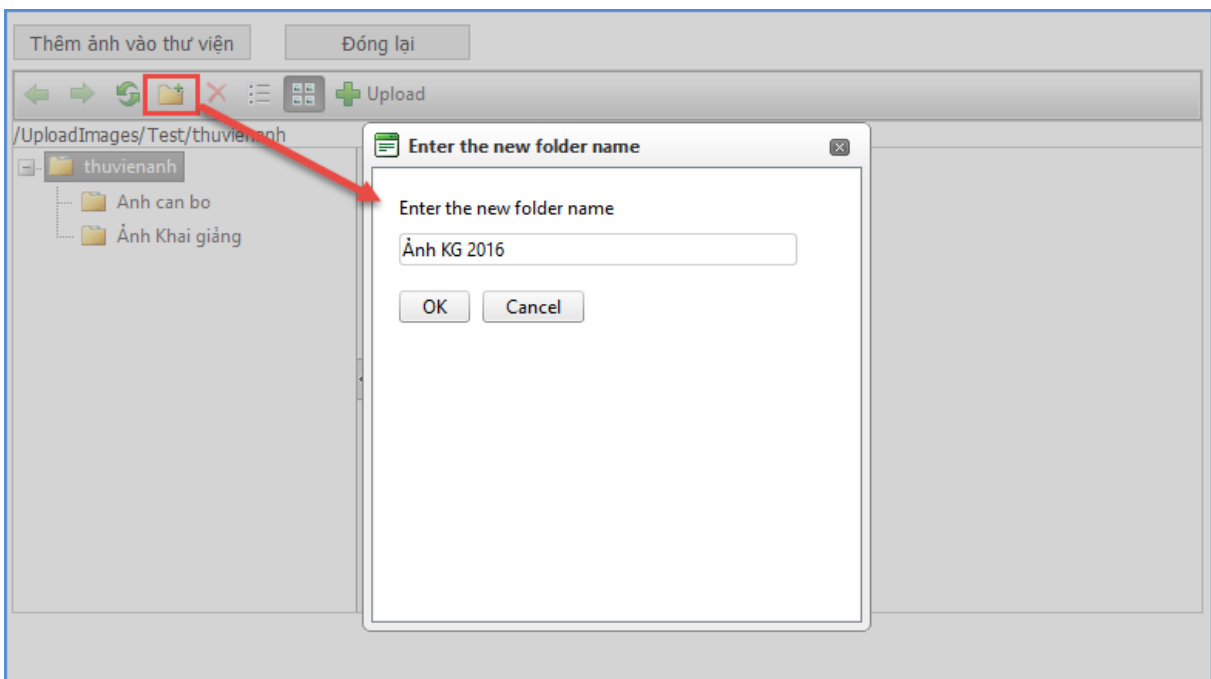 Thêm ảnh vào thư viện Đóng lại
Upload
/UploadImages/Test/thuvienanh
thuvienanh
Anh can bo
Ảnh Khai giảng
Enter the new folder name
Enter the new folder name
Ảnh KG 2016
OK Cancel